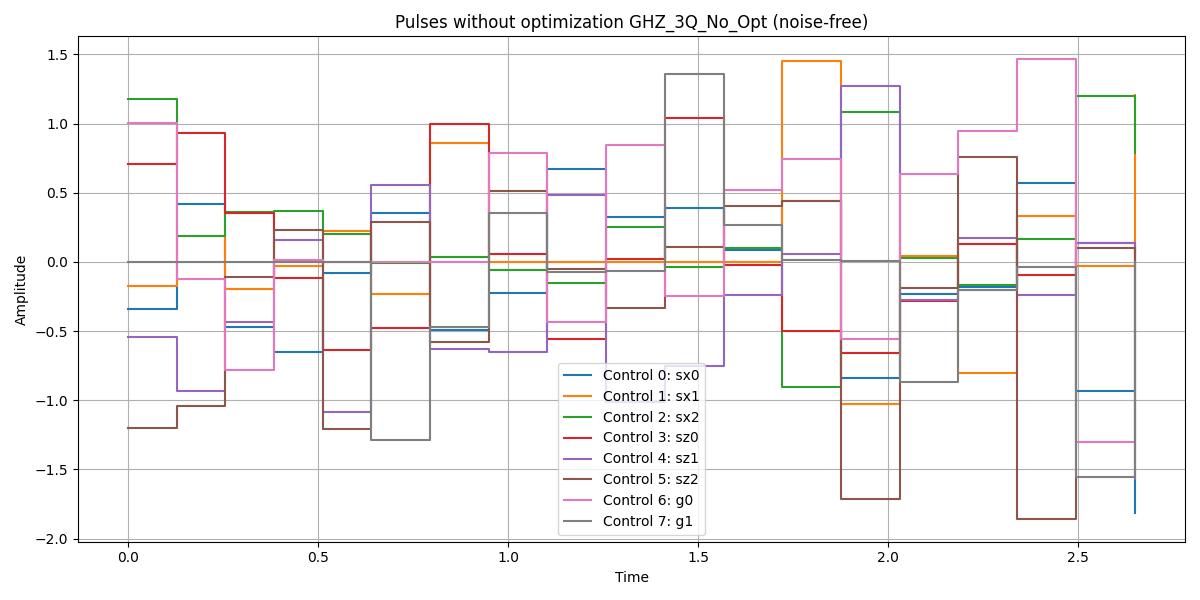 Pulses without optimization GHZ_3Q_No_Opt (noise-free)
Amplitude
1.5
1.0
0.5
0.0
−0.5
−1.0
−1.5
−2.0
Control 0: sx0
Control 1: sx1
Control 2: sx2
Control 3: sz0
Control 4: sz1
Control 5: sz2
Control 6: g0
Control 7: g1
0.0 0.5 1.0 1.5 2.0 2.5
Time